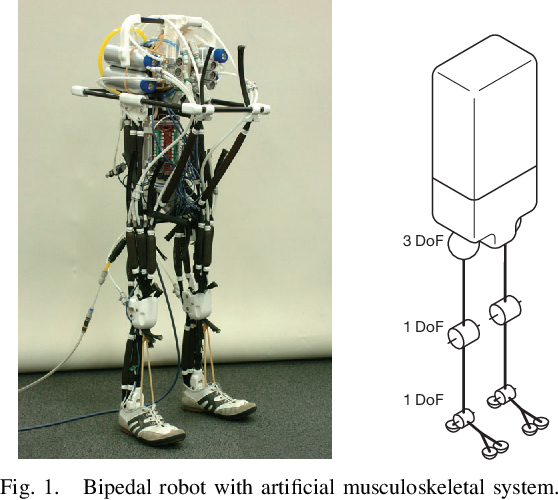 3 DoF
1 DoF
1 DoF
Fig. 1. Bipedal robot with artificial musculoskeletal system.